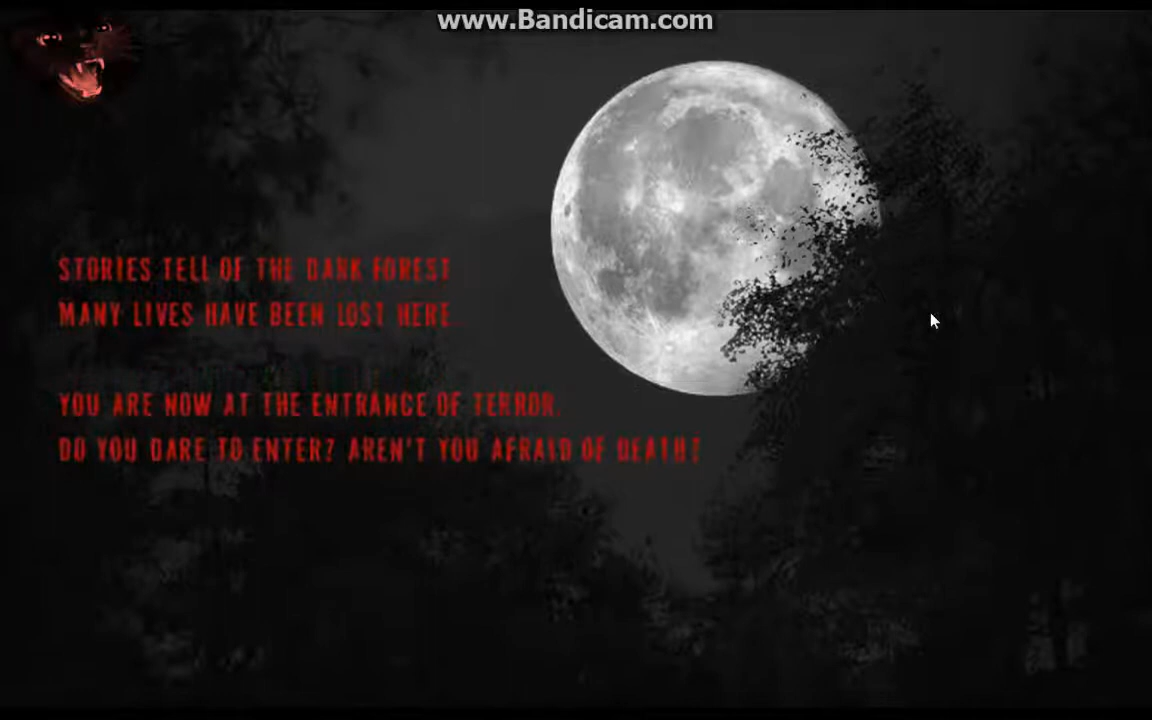 www.Bandicam.com
STORIES TELL OF THE DARK FOREST
MANY LIVES HAVE BEEN LOST HERE.
YOU ARE NOW AT THE ENTRANCE OF TERROR.
DO YOU DARE TO ENTER? AREN'T YOU AFRAID OF DEATH?